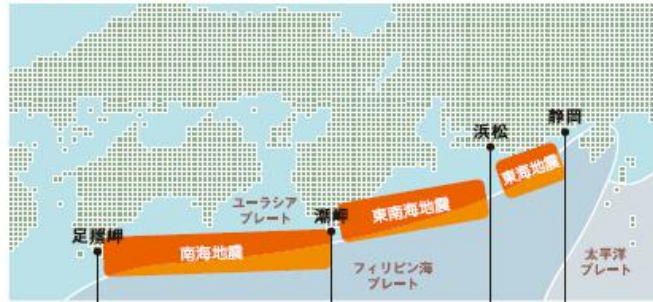 静岡
浜松
東海地震
東南海地震
ユーラシア
プレート
潮岬
足摺岬
南海地震
フィリピン海
プレート
太平洋
プレート